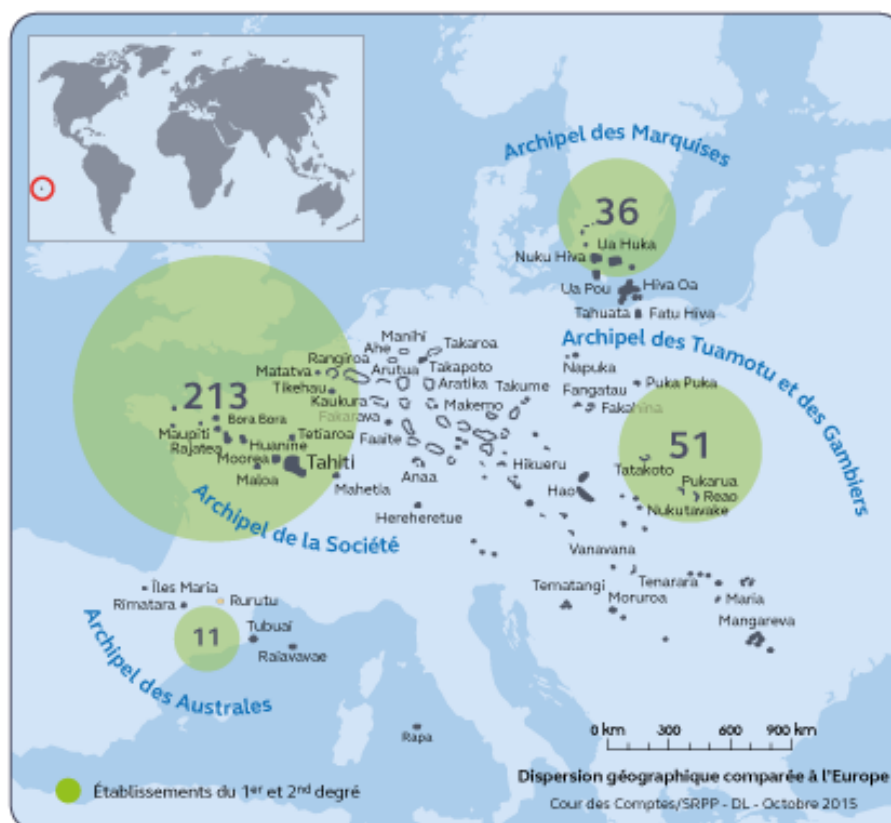 Archipel des Marquises
36
Ua Huka
Nuku Hiva
Ua Pou
Hiva Oa
Tahuata
Fatu Hiva
Archipel des Tuamotu et des Gambiers
Manihi
Ahe
Takaroa
Rangiroa
Matatva
Arutua
Takapoto
Tikehau
Aratika
Takume
Kaukura
Makemo
Fakarava
Faaite
Napuka
Puka Puka
Fangatau
Fakahina
51
Tatakoto
Pukarua
Reao
Nukutavake
Hikueru
Hao
Anaa
Hereheretue
Vanavana
Tematangi
Tenarara
Moruroa
Maria
Mangareva
213
Bora Bora
Maupiti
Rajatea
Huanine
Tetiaroa
Moorea
Tahiti
Maloa
Mahetia
Archipel de la Société
Îles Maria
Rimatara
Rurutu
11
Tubuai
Raiavavae
Archipel des Australes
Rapa
0 km 300 600 900 km
Établissements du 1er et 2nd degré
Dispersion géographique comparée à l'Europe
Cour des Comptes/SRPP - DL - Octobre 2015